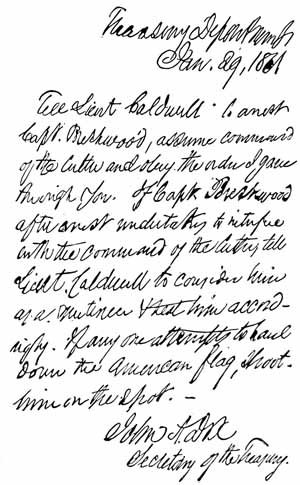 Treasury Department
Jan. 29, 1861
Tell Lieut Caldwell to arrest
Capt. Breshwood, assume command
of the cutter and obey the order I gave
through you. If Capt Breshwood
after arrest undertakes to interfere
with the command of the cutter tell
Lieut. Caldwell to consider him
as a mutineer & treat him accord-
ingly. If any one attempts to haul
down the American flag, shoot
him on the spot. —
John A. Dix
Secretary of the Treasury.